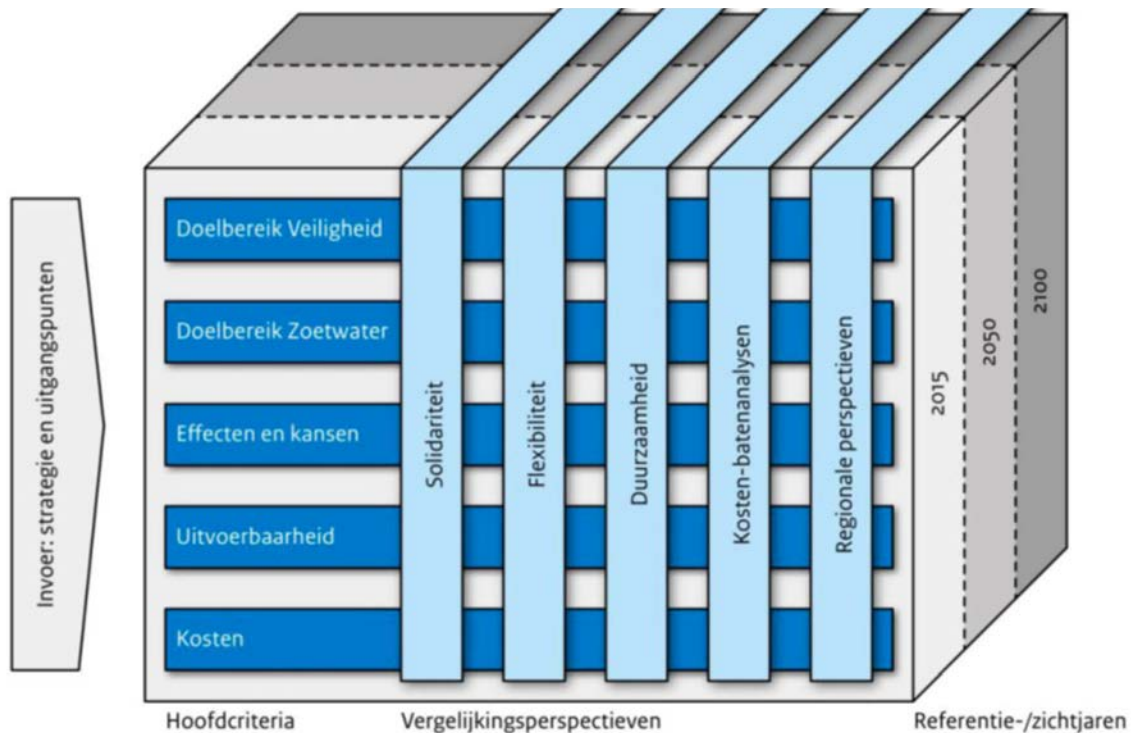 Invoer: strategie en uitgangspunten
Doelbereik Veiligheid
Doelbereik Zoetwater
Effecten en kansen
Uitvoerbaarheid
Kosten
Solidariteit
Flexibiliteit
Duurzaamheid
Kosten-batenanalysen
Regionale perspectieven
2015
2050
2100
Hoofdcriteria
Vergelijkingsperspectieven
Referentie-/zichtjaren